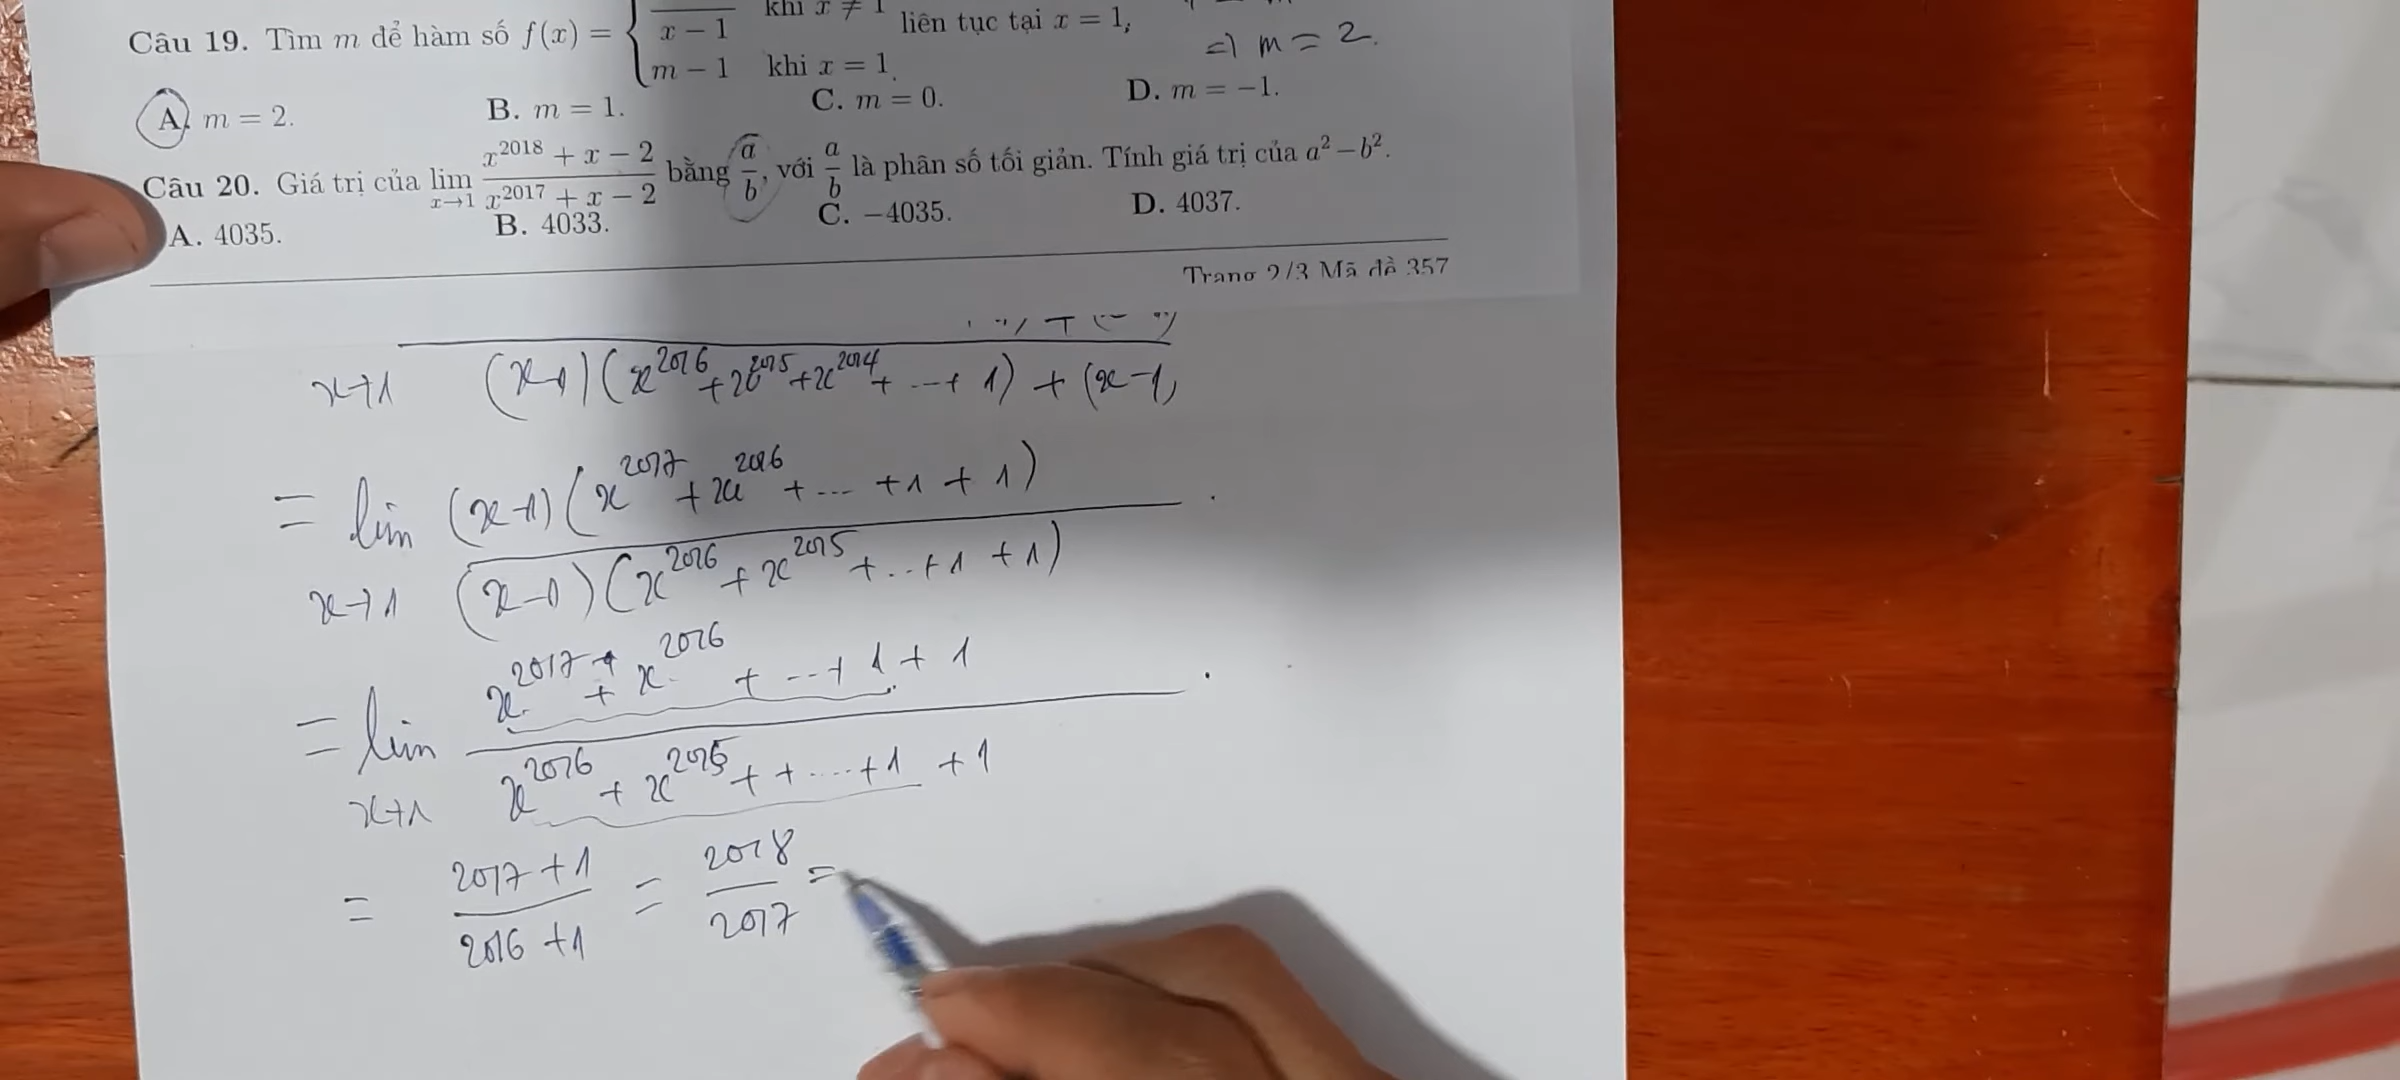 Câu 19. Tìm m để hàm số f(x) = { x − 1 khi x ≠ 1 liên tục tại x = 1,
m − 1 khi x = 1.
⇒ m = 2.
A. m = 2. B. m = 1. C. m = 0. D. m = −1.
Câu 20. Giá trị của lim x→1 (x^2018 + x − 2)/(x^2017 + x − 2) bằng a/b, với a/b là phân số tối giản. Tính giá trị của a² − b².
A. 4035. B. 4033. C. −4035. D. 4037.
Trang 2/3 Mã đề 357
x→1 (x−1)(x^2016 + x^2015 + x^2014 + ... + 1) + (x−1)
= lim x→1 (x−1)(x^2017 + x^2016 + ... + 1 + 1) / (x−1)(x^2016 + x^2015 + .. + 1 + 1)
= lim x→1 (x^2017 + x^2016 + ... + 1 + 1) / (x^2016 + x^2015 + + .... + 1 + 1)
= (2017 + 1)/(2016 + 1) = 2018/2017 =